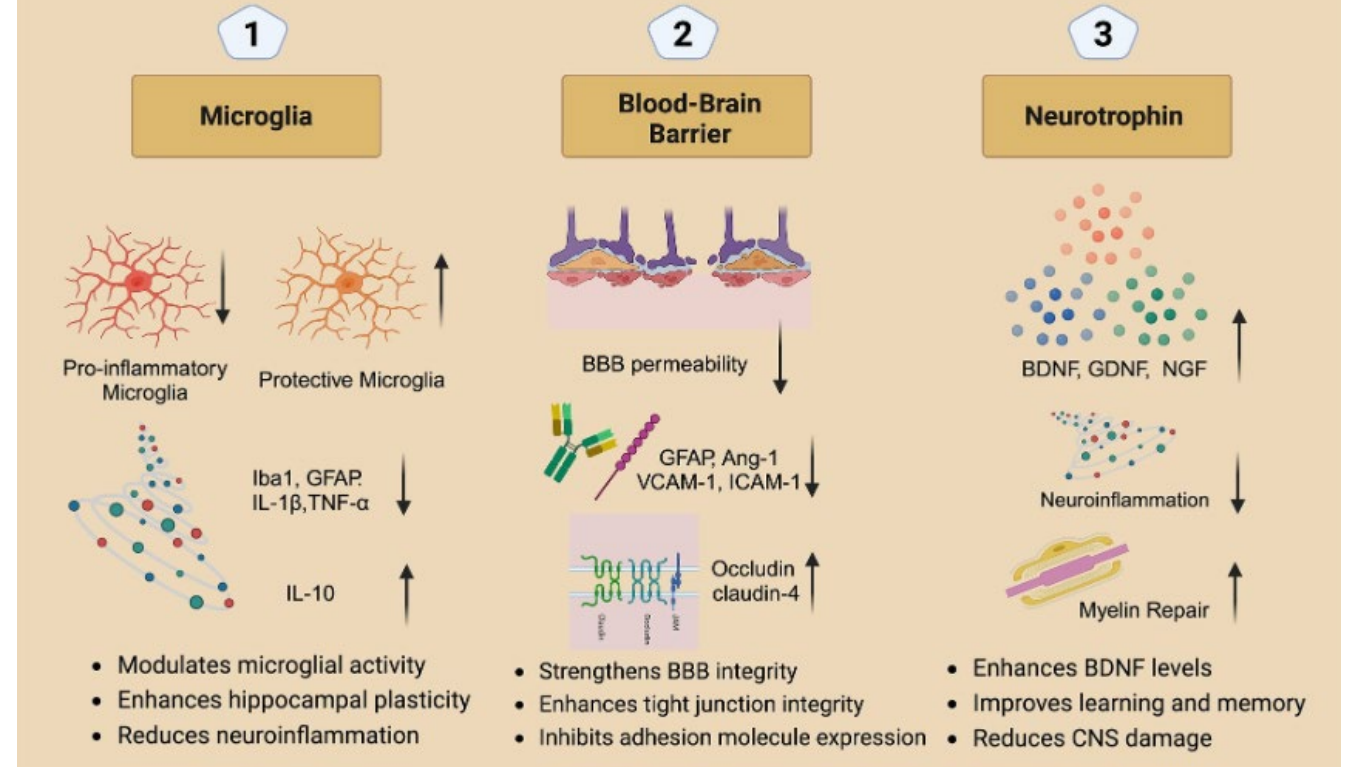 1
Microglia
Pro-inflammatory
Microglia
Protective Microglia
Iba1, GFAP.
IL-1β,TNF-α
IL-10
• Modulates microglial activity
• Enhances hippocampal plasticity
• Reduces neuroinflammation
2
Blood-Brain
Barrier
BBB permeability
GFAP, Ang-1
VCAM-1, ICAM-1
Occludin
claudin-4
Claudin
Occludin
JAM
• Strengthens BBB integrity
• Enhances tight junction integrity
• Inhibits adhesion molecule expression
3
Neurotrophin
BDNF, GDNF, NGF
Neuroinflammation
Myelin Repair
• Enhances BDNF levels
• Improves learning and memory
• Reduces CNS damage